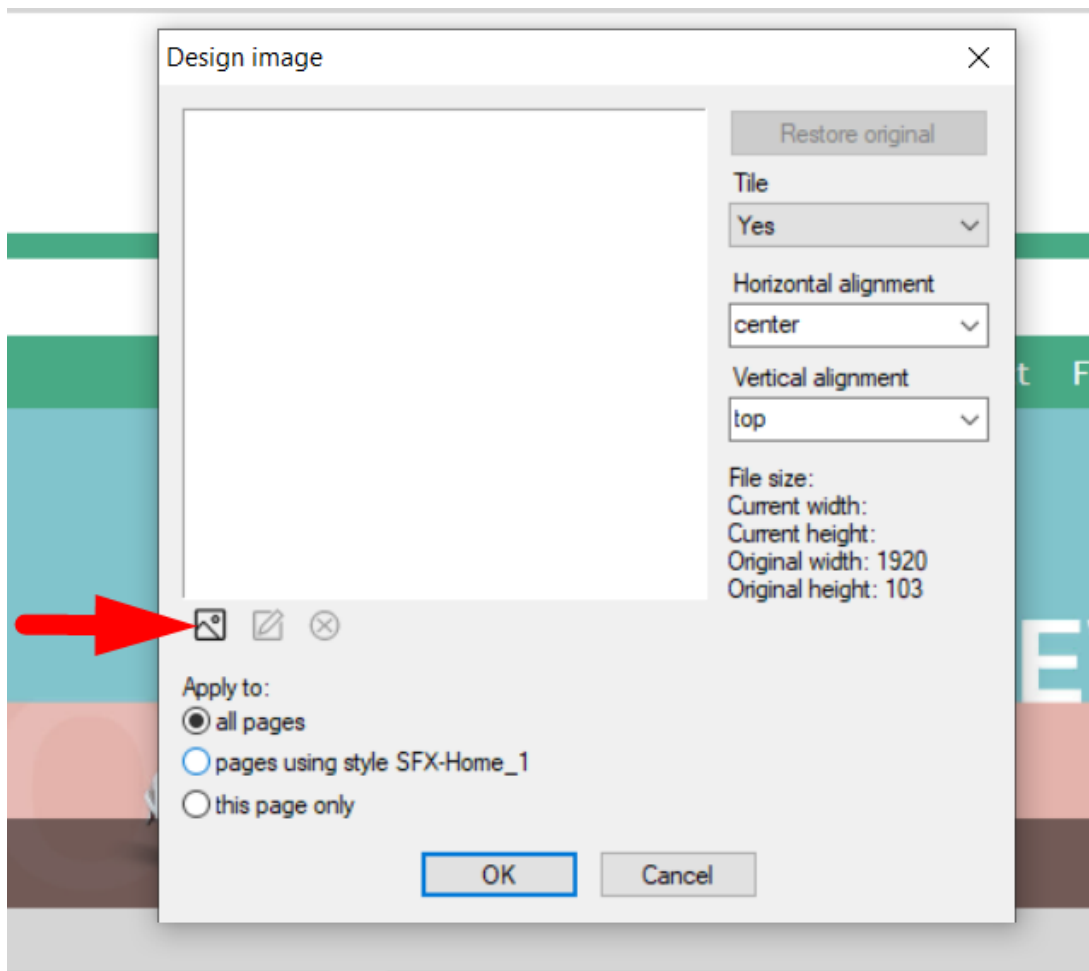 Design image
Restore original
Tile
Yes
Horizontal alignment
center
Vertical alignment
top
t F
File size:
Current width:
Current height:
Original width: 1920
Original height: 103
E
Apply to:
all pages
pages using style SFX-Home_1
this page only
OK
Cancel